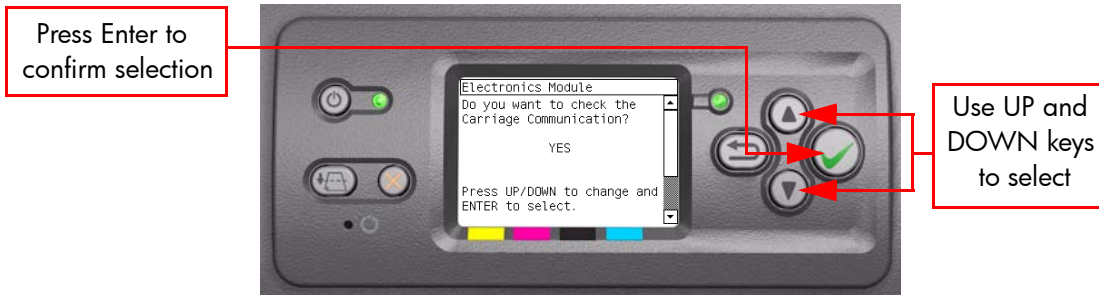 Press Enter to
confirm selection
Electronics Module
Do you want to check the
Carriage Communication?
YES
Press UP/DOWN to change and
ENTER to select.
Use UP and
DOWN keys
to select